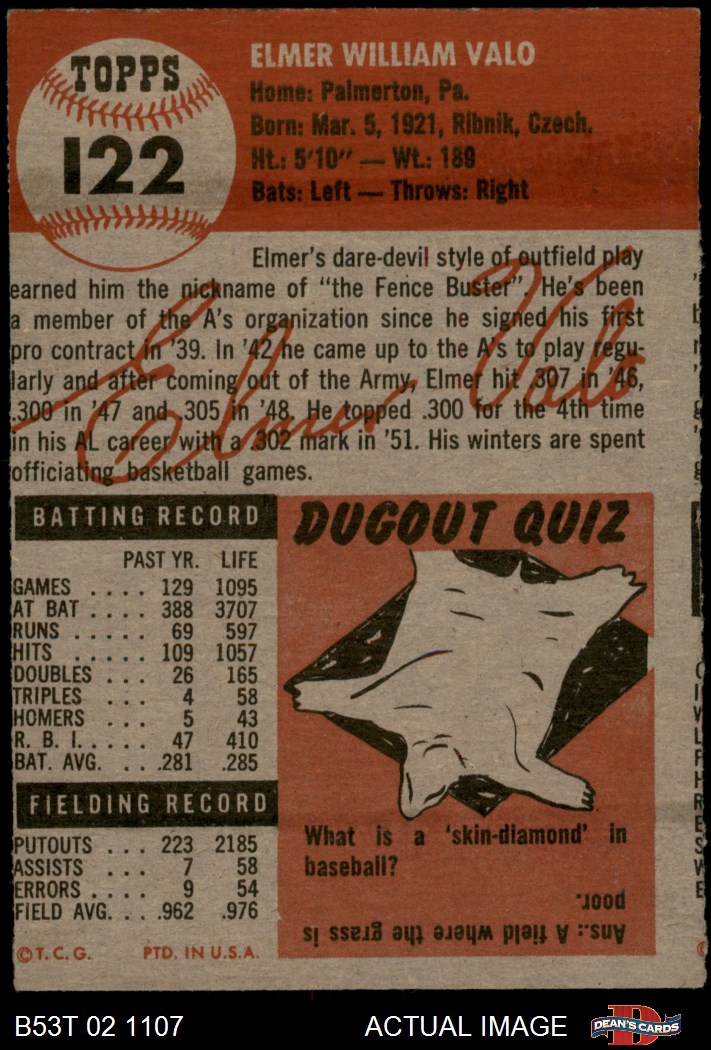 TOPPS
122
ELMER WILLIAM VALO
Home: Palmerton, Pa.
Born: Mar. 5, 1921, Ribnik, Czech.
Ht.: 5'10" — Wt.: 189
Bats: Left — Throws: Right
Elmer's dare-devil style of outfield play
earned him the nickname of "the Fence Buster". He's been
a member of the A's organization since he signed his first
pro contract in '39. In '42 he came up to the A's to play regu-
larly and after coming out of the Army, Elmer hit .307 in '46,
.300 in '47 and .305 in '48. He topped .300 for the 4th time
in his AL career with a .302 mark in '51. His winters are spent
officiating basketball games.
Elmer Valo
BATTING RECORD
PAST YR. LIFE
GAMES .... 129 1095
AT BAT .... 388 3707
RUNS ..... 69 597
HITS ..... 109 1057
DOUBLES ... 26 165
TRIPLES ... 4 58
HOMERS ... 5 43
R. B. I. .... 47 410
BAT. AVG. ... .281 .285
FIELDING RECORD
PUTOUTS ... 223 2185
ASSISTS ... 7 58
ERRORS .... 9 54
FIELD AVG. ... .962 .976
© T. C. G. PTD. IN U.S.A.
DUGOUT QUIZ
What is a 'skin-diamond' in
baseball?
Ans.: A field where the grass is
poor.
B53T 02 1107 ACTUAL IMAGE DEAN'S CARDS